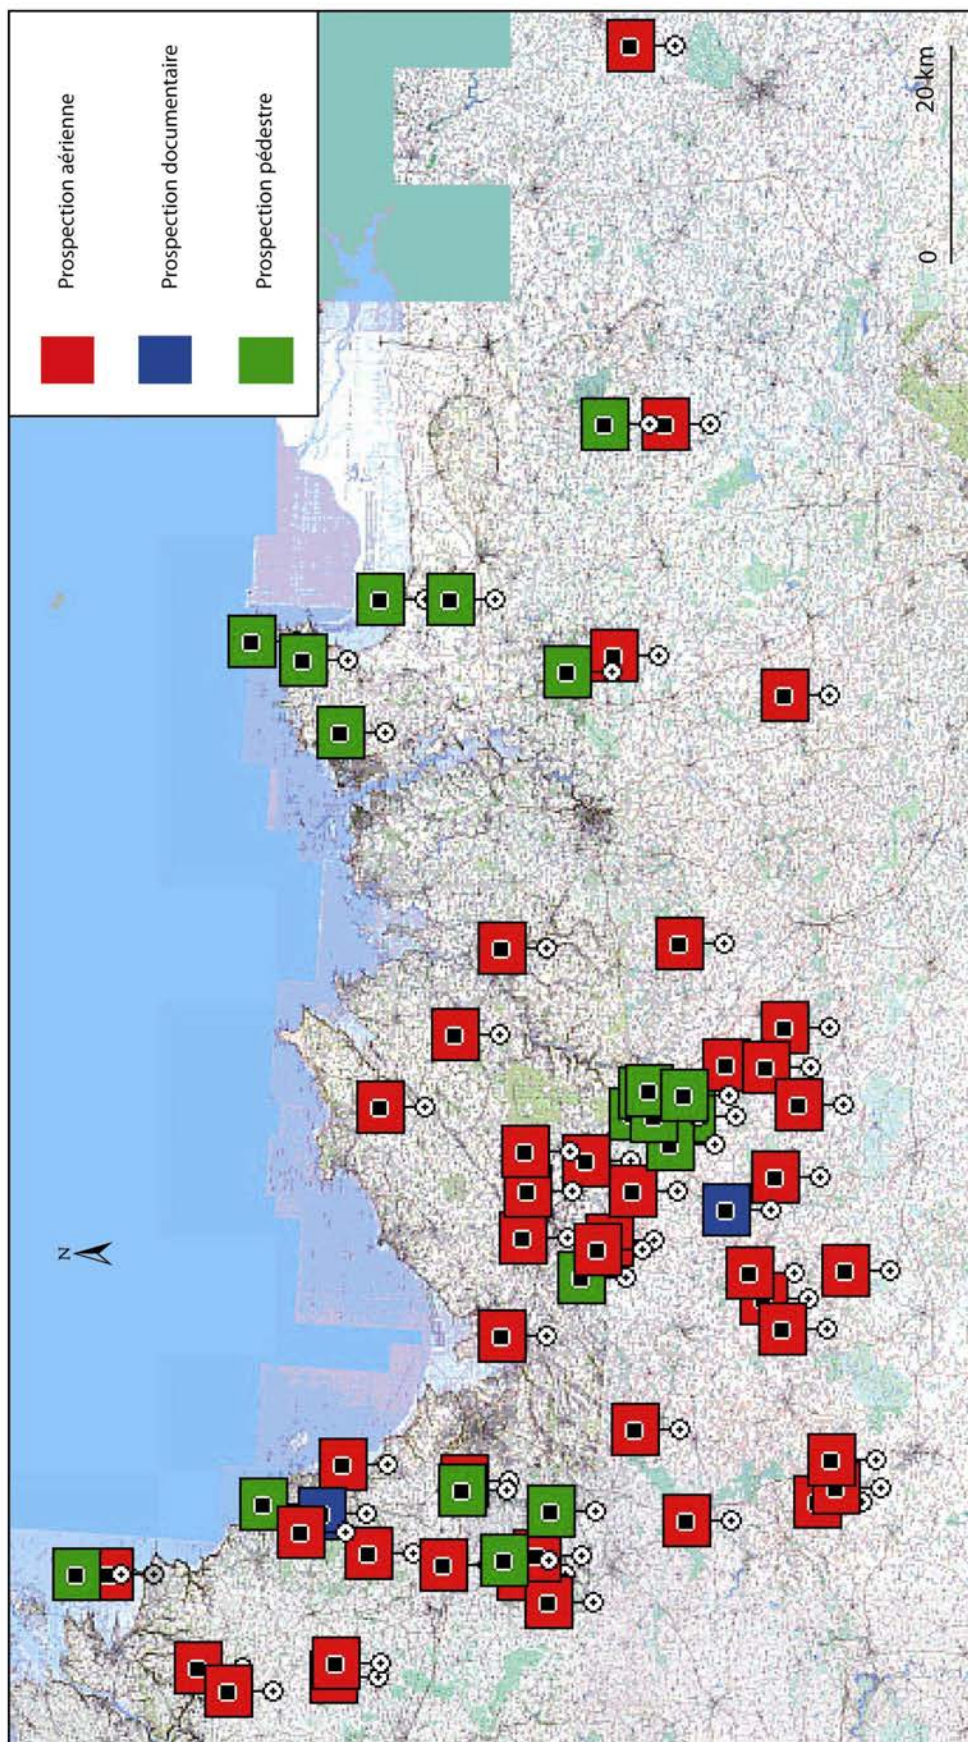 Prospection aérienne
Prospection documentaire
Prospection pédestre
N
0 20 km